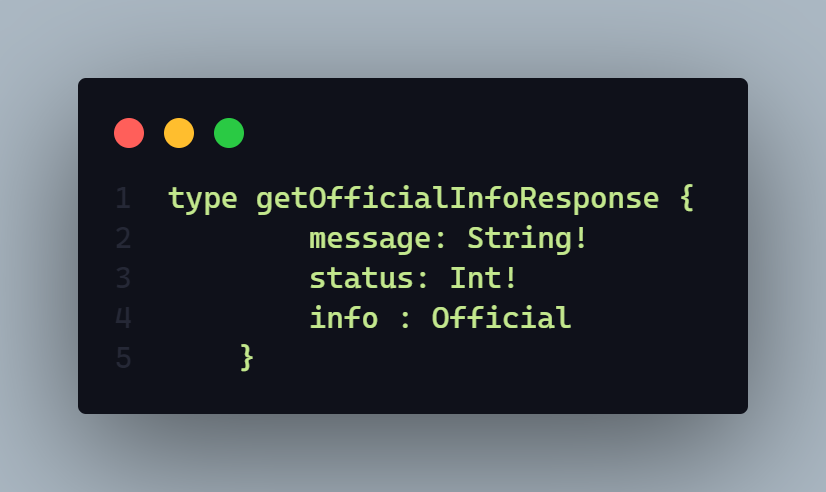 1 type getOfficialInfoResponse {
2 message: String!
3 status: Int!
4 info : Official
5 }